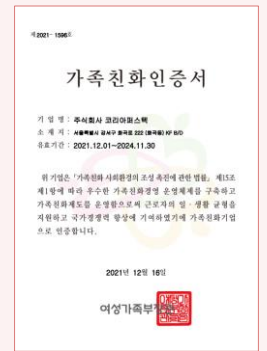 제2021- 1596호
가족친화인증서
기 업 명 : 주식회사 코리아퍼스텍
소 재 지 : 서울특별시 강서구 화곡로 222 (화곡동) KF B/D
유효기간 : 2021.12.01~2024.11.30
위 기업은 「가족친화 사회환경의 조성 촉진에 관한 법률」 제15조
제1항에 따라 우수한 가족친화경영 운영체제를 구축하고
가족친화제도를 운영함으로써 근로자의 일 · 생활 균형을
지원하고 국가경쟁력 향상에 기여하였기에 가족친화기업
으로 인증합니다.
2021년 12월 16일
여성가족부장관